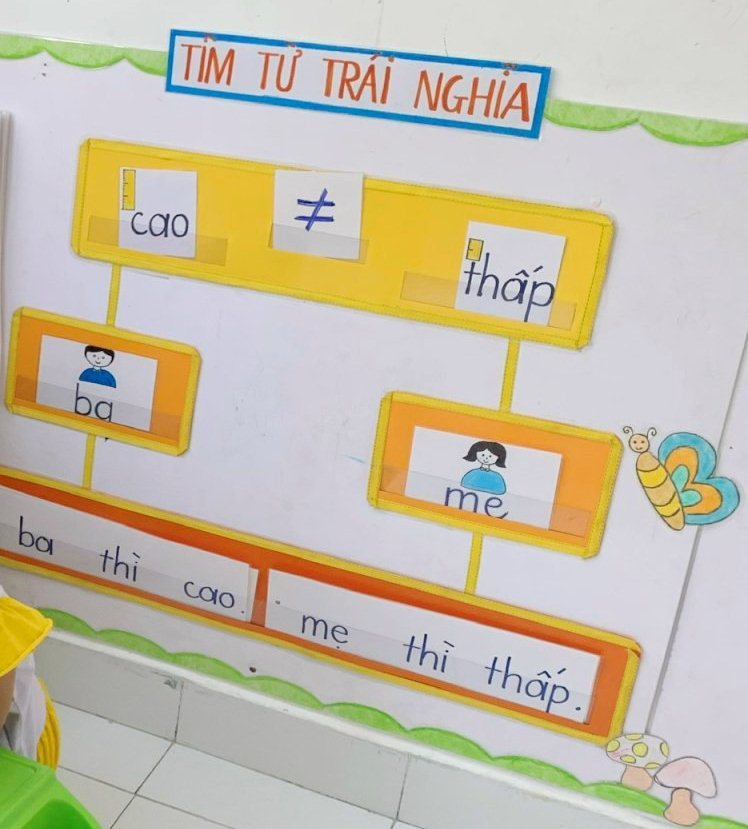 TÌM TỪ TRÁI NGHĨA
cao ≠ thấp
ba
mẹ
ba thì cao.
mẹ thì thấp.